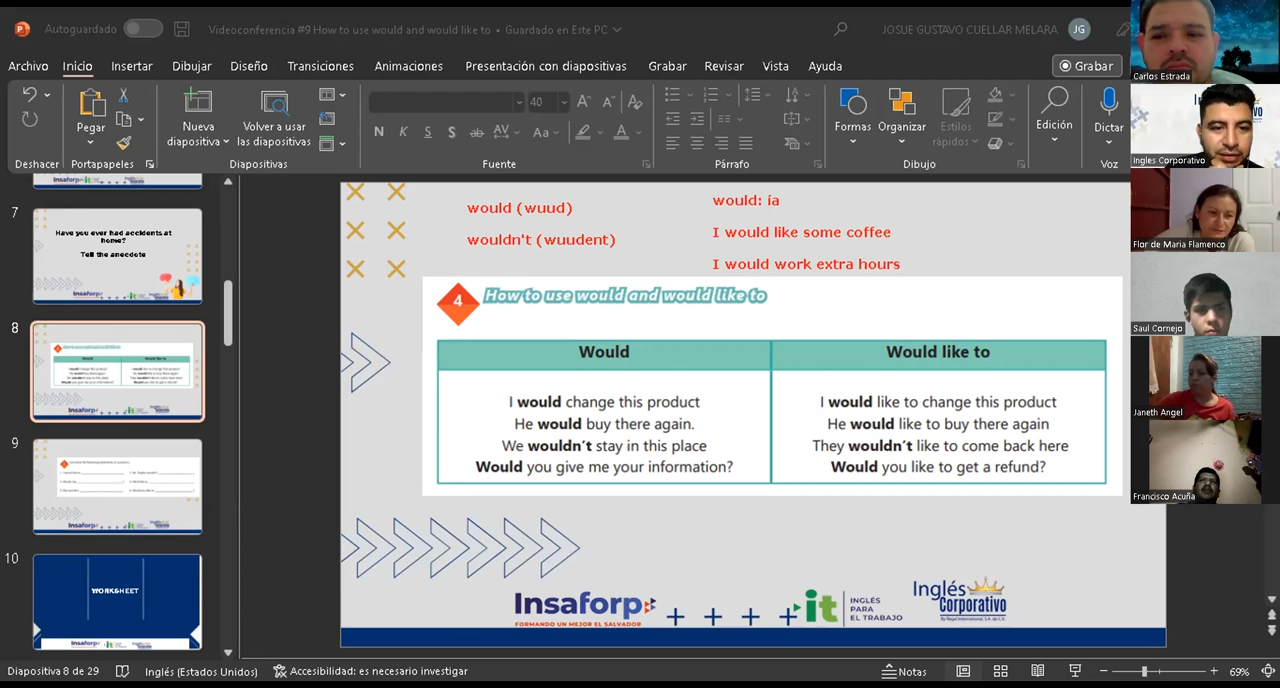 Autoguardado
Videoconferencia #9 How to use would and would like to • Guardado en Este PC
JOSUE GUSTAVO CUELLAR MELARA
JG
Archivo Inicio Insertar Dibujar Diseño Transiciones Animaciones Presentación con diapositivas Grabar Revisar Vista Ayuda
Grabar
40
N K S S ab AV Aa A
Pegar
Nueva diapositiva
Volver a usar las diapositivas
Formas
Organizar
Estilos rápidos
Edición
Dictar
Deshacer Portapapeles Diapositivas Fuente Párrafo Dibujo Voz
7
Have you ever had accidents at
home?
Tell the anecdote
8
9
10
WORKSHEET
would (wuud)
wouldn't (wuudent)
would: ía
I would like some coffee
I would work extra hours
4
How to use would and would like to
Would
Would like to
I would change this product
He would buy there again.
We wouldn´t stay in this place
Would you give me your information?
I would like to change this product
He would like to buy there again
They wouldn´t like to come back here
Would you like to get a refund?
Insaforp
FORMANDO UN MEJOR EL SALVADOR
it
INGLÉS
PARA
EL TRABAJO
Inglés
Corporativo
By Regal International, S.A. de C.V.
Carlos Estrada
Ingles Corporativo
Flor de Maria Flamenco
Saul Cornejo
Janeth Angel
Francisco Acuña
Diapositiva 8 de 29
Inglés (Estados Unidos)
Accesibilidad: es necesario investigar
Notas
69%